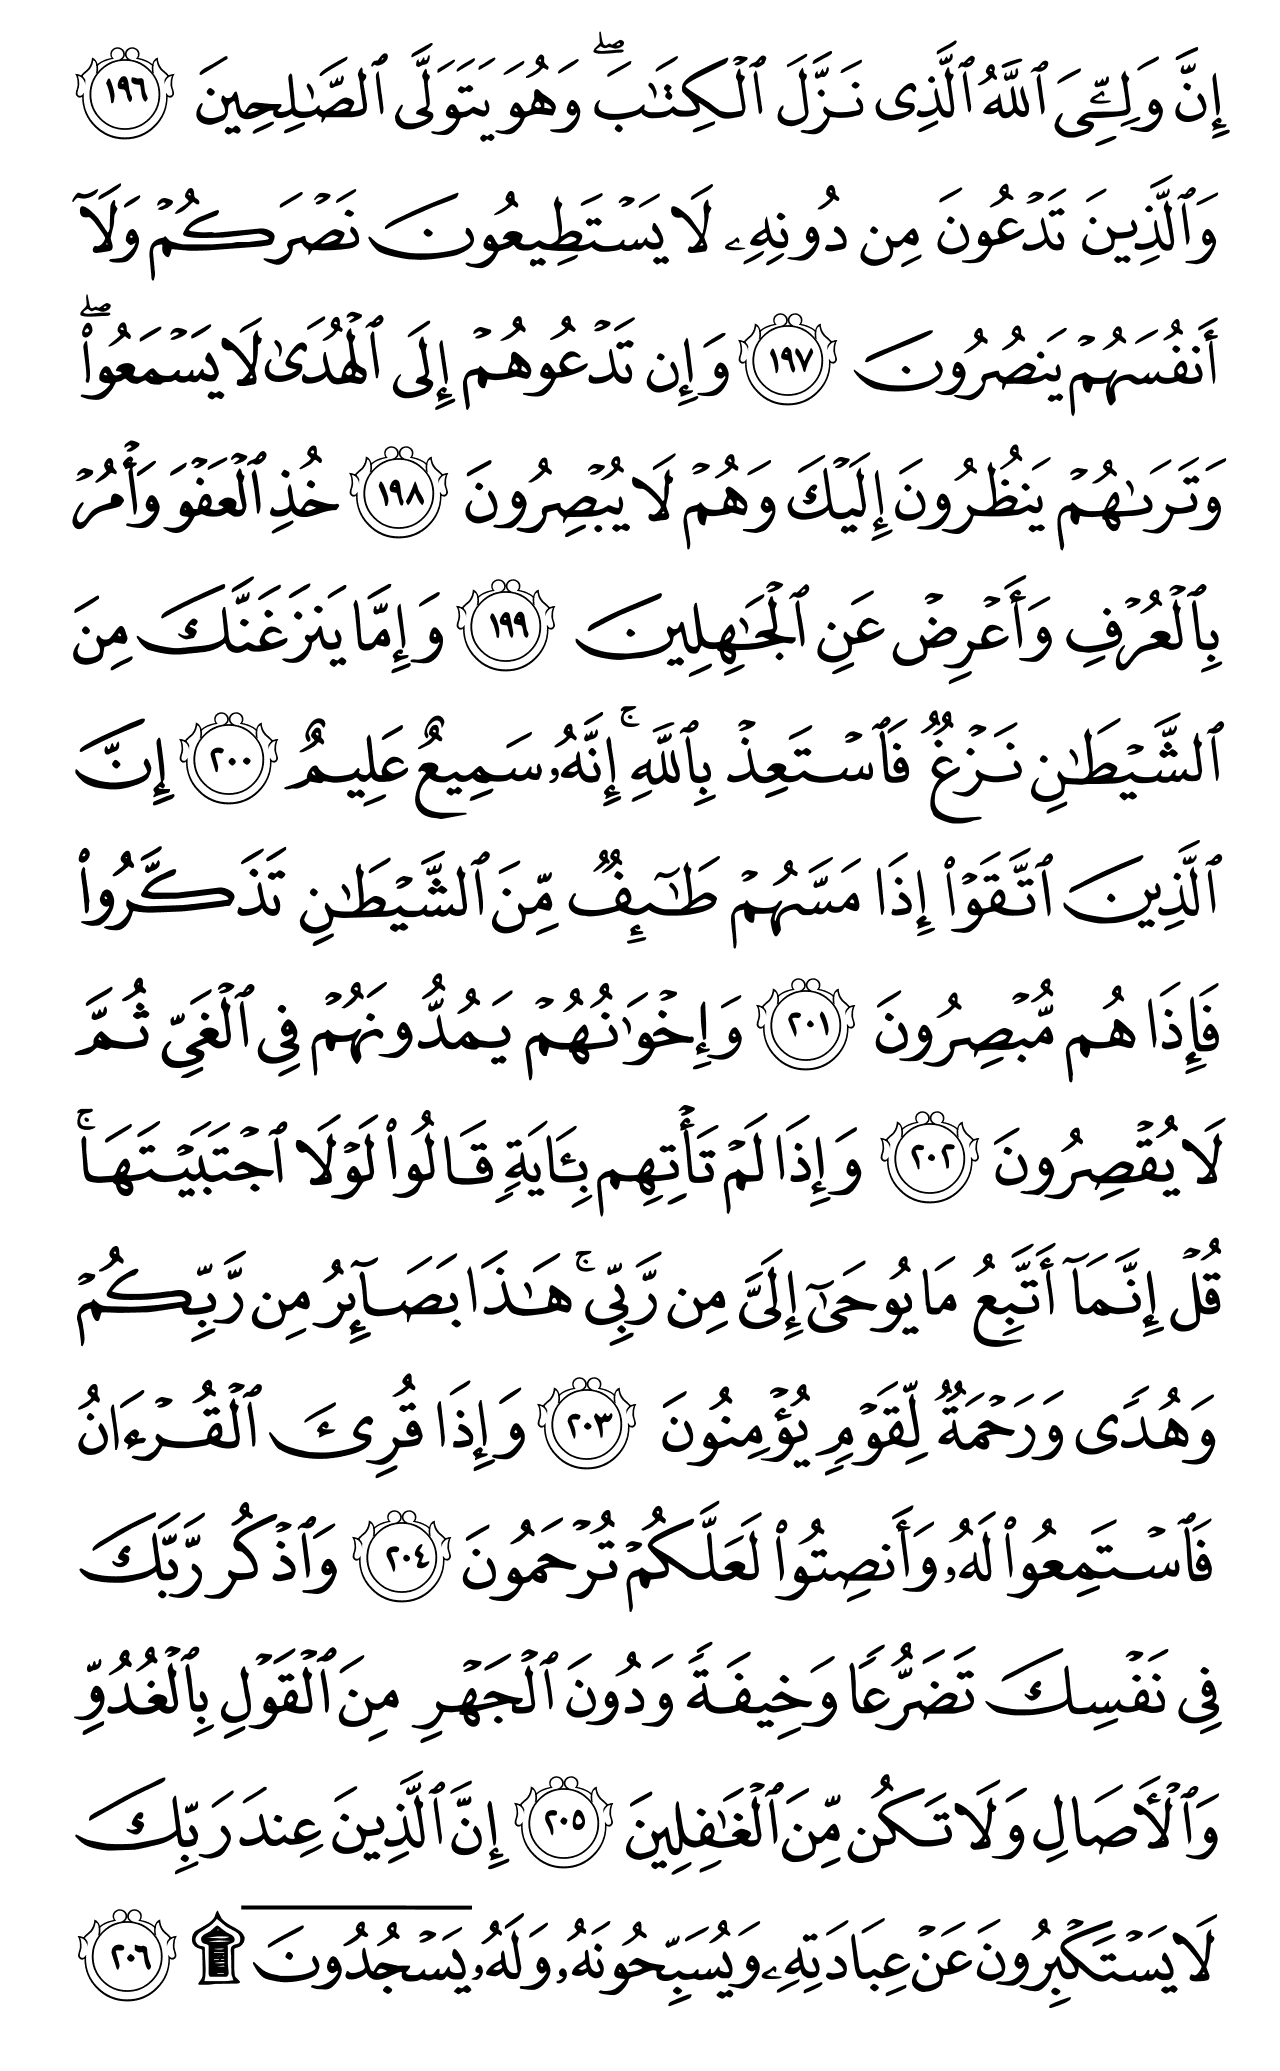 إِنَّ وَلِـِّۧيَ ٱللَّهُ ٱلَّذِى نَزَّلَ ٱلْكِتَـٰبَ ۖ وَهُوَ يَتَوَلَّى ٱلصَّـٰلِحِينَ ١٩٦
وَٱلَّذِينَ تَدْعُونَ مِن دُونِهِۦ لَا يَسْتَطِيعُونَ نَصْرَكُمْ وَلَآ
أَنفُسَهُمْ يَنصُرُونَ ١٩٧ وَإِن تَدْعُوهُمْ إِلَى ٱلْهُدَىٰ لَا يَسْمَعُوا۟ ۖ
وَتَرَىٰهُمْ يَنظُرُونَ إِلَيْكَ وَهُمْ لَا يُبْصِرُونَ ١٩٨ خُذِ ٱلْعَفْوَ وَأْمُرْ
بِٱلْعُرْفِ وَأَعْرِضْ عَنِ ٱلْجَـٰهِلِينَ ١٩٩ وَإِمَّا يَنزَغَنَّكَ مِنَ
ٱلشَّيْطَـٰنِ نَزْغٌ فَٱسْتَعِذْ بِٱللَّهِ ۚ إِنَّهُۥ سَمِيعٌ عَلِيمٌ ٢٠٠ إِنَّ
ٱلَّذِينَ ٱتَّقَوْا۟ إِذَا مَسَّهُمْ طَـٰٓئِفٌ مِّنَ ٱلشَّيْطَـٰنِ تَذَكَّرُوا۟
فَإِذَا هُم مُّبْصِرُونَ ٢٠١ وَإِخْوَٰنُهُمْ يَمُدُّونَهُمْ فِى ٱلْغَىِّ ثُمَّ
لَا يُقْصِرُونَ ٢٠٢ وَإِذَا لَمْ تَأْتِهِم بِـَٔايَةٍ قَالُوا۟ لَوْلَا ٱجْتَبَيْتَهَا ۚ
قُلْ إِنَّمَآ أَتَّبِعُ مَا يُوحَىٰٓ إِلَىَّ مِن رَّبِّى ۚ هَـٰذَا بَصَآئِرُ مِن رَّبِّكُمْ
وَهُدًى وَرَحْمَةٌ لِّقَوْمٍ يُؤْمِنُونَ ٢٠٣ وَإِذَا قُرِئَ ٱلْقُرْءَانُ
فَٱسْتَمِعُوا۟ لَهُۥ وَأَنصِتُوا۟ لَعَلَّكُمْ تُرْحَمُونَ ٢٠٤ وَٱذْكُر رَّبَّكَ
فِى نَفْسِكَ تَضَرُّعًا وَخِيفَةً وَدُونَ ٱلْجَهْرِ مِنَ ٱلْقَوْلِ بِٱلْغُدُوِّ
وَٱلْـَٔاصَالِ وَلَا تَكُن مِّنَ ٱلْغَـٰفِلِينَ ٢٠٥ إِنَّ ٱلَّذِينَ عِندَ رَبِّكَ
لَا يَسْتَكْبِرُونَ عَنْ عِبَادَتِهِۦ وَيُسَبِّحُونَهُۥ وَلَهُۥ يَسْجُدُونَ ۩ ٢٠٦